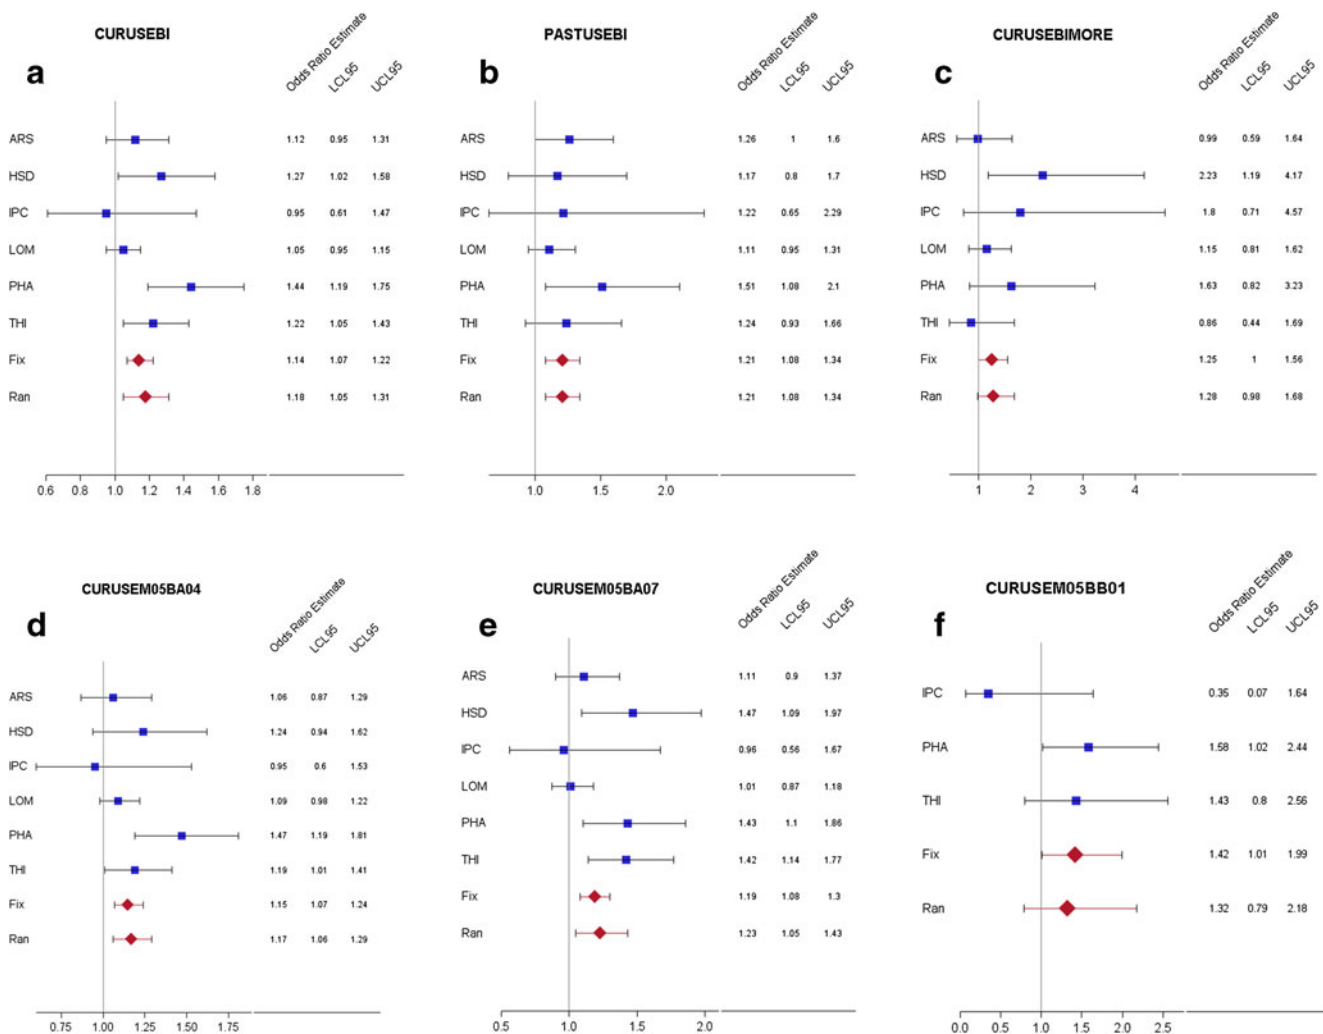 CURUSEBI
a
Odds Ratio Estimate LCL95 UCL95
ARS 1.12 0.95 1.31
HSD 1.27 1.02 1.58
IPC 0.95 0.61 1.47
LOM 1.05 0.95 1.15
PHA 1.44 1.19 1.75
THI 1.22 1.05 1.43
Fix 1.14 1.07 1.22
Ran 1.18 1.05 1.31
0.6 0.8 1.0 1.2 1.4 1.6 1.8
PASTUSEBI
b
Odds Ratio Estimate LCL95 UCL95
ARS 1.26 1 1.6
HSD 1.17 0.8 1.7
IPC 1.22 0.65 2.29
LOM 1.11 0.95 1.31
PHA 1.51 1.08 2.1
THI 1.24 0.93 1.66
Fix 1.21 1.08 1.34
Ran 1.21 1.08 1.34
1.0 1.5 2.0
CURUSEBIMORE
c
Odds Ratio Estimate LCL95 UCL95
ARS 0.99 0.59 1.64
HSD 2.23 1.19 4.17
IPC 1.8 0.71 4.57
LOM 1.15 0.81 1.62
PHA 1.63 0.82 3.23
THI 0.86 0.44 1.69
Fix 1.25 1 1.56
Ran 1.28 0.98 1.68
1 2 3 4
CURUSEM05BA04
d
Odds Ratio Estimate LCL95 UCL95
ARS 1.06 0.87 1.29
HSD 1.24 0.94 1.62
IPC 0.95 0.6 1.53
LOM 1.09 0.98 1.22
PHA 1.47 1.19 1.81
THI 1.19 1.01 1.41
Fix 1.15 1.07 1.24
Ran 1.17 1.06 1.29
0.75 1.00 1.25 1.50 1.75
CURUSEM05BA07
e
Odds Ratio Estimate LCL95 UCL95
ARS 1.11 0.9 1.37
HSD 1.47 1.09 1.97
IPC 0.96 0.56 1.67
LOM 1.01 0.87 1.18
PHA 1.43 1.1 1.86
THI 1.42 1.14 1.77
Fix 1.19 1.08 1.3
Ran 1.23 1.05 1.43
0.5 1.0 1.5 2.0
CURUSEM05BB01
f
Odds Ratio Estimate LCL95 UCL95
IPC 0.35 0.07 1.64
PHA 1.58 1.02 2.44
THI 1.43 0.8 2.56
Fix 1.42 1.01 1.99
Ran 1.32 0.79 2.18
0.0 0.5 1.0 1.5 2.0 2.5